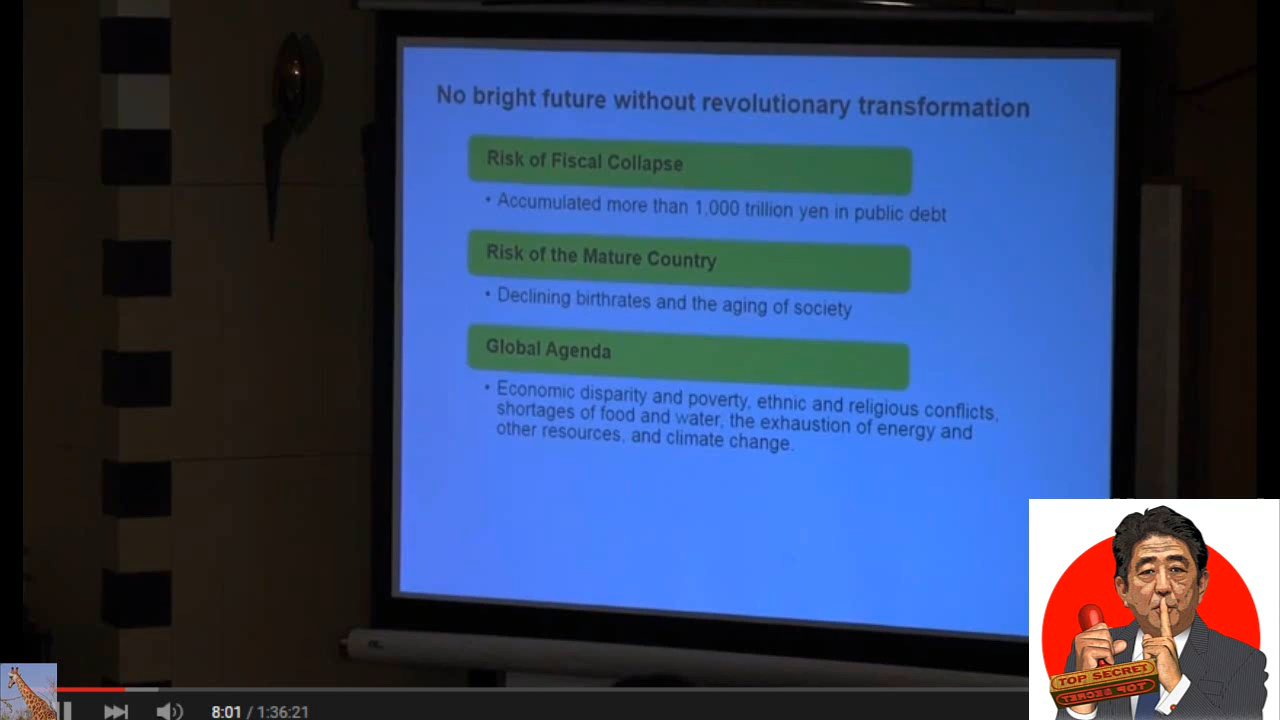 No bright future without revolutionary transformation
Risk of Fiscal Collapse
• Accumulated more than 1,000 trillion yen in public debt
Risk of the Mature Country
• Declining birthrates and the aging of society
Global Agenda
• Economic disparity and poverty, ethnic and religious conflicts,
shortages of food and water, the exhaustion of energy and
other resources, and climate change.
TOP SECRET
TOP SECRET
8:01 / 1:36:21